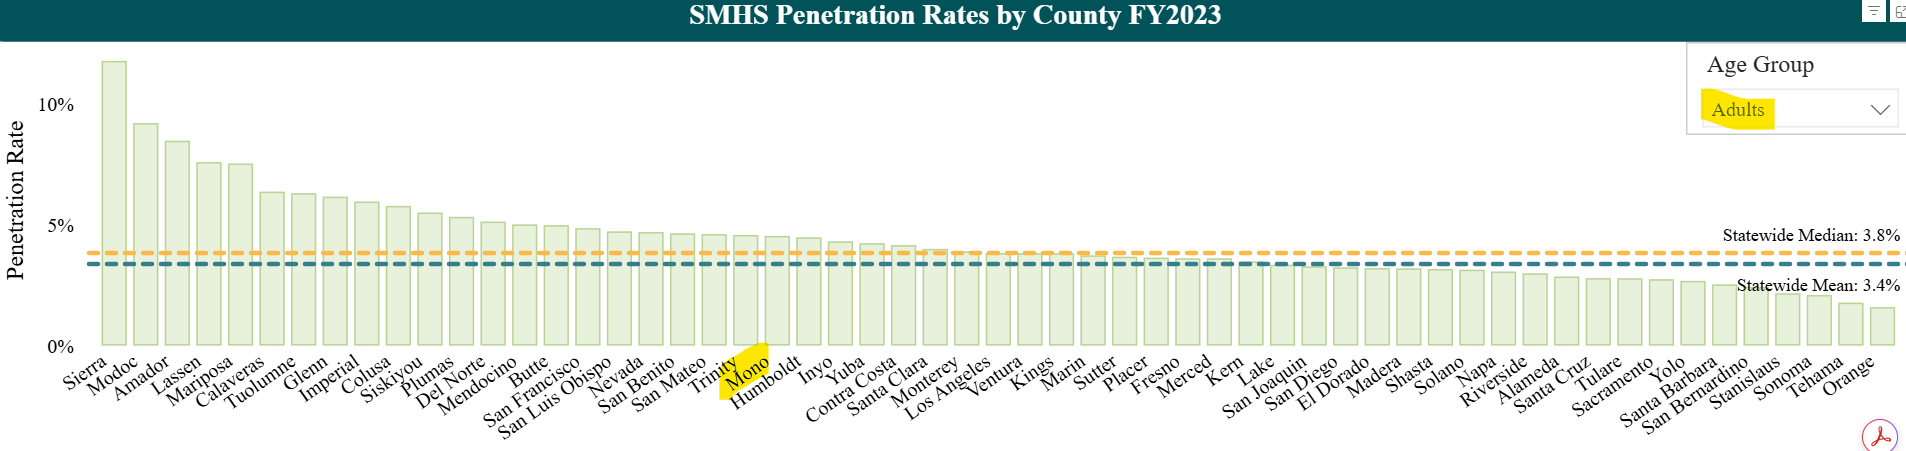 SMHS Penetration Rates by County FY2023
Age Group
Adults
Penetration Rate
10%
5%
0%
Statewide Median: 3.8%
Statewide Mean: 3.4%
Sierra
Modoc
Amador
Lassen
Mariposa
Calaveras
Tuolumne
Glenn
Imperial
Colusa
Siskiyou
Plumas
Del Norte
Mendocino
Butte
San Francisco
San Luis Obispo
Nevada
San Benito
San Mateo
Trinity
Mono
Humboldt
Inyo
Yuba
Contra Costa
Santa Clara
Monterey
Los Angeles
Ventura
Kings
Marin
Sutter
Placer
Fresno
Merced
Kern
Lake
San Joaquin
San Diego
El Dorado
Madera
Shasta
Solano
Napa
Riverside
Alameda
Santa Cruz
Tulare
Sacramento
Yolo
Santa Barbara
San Bernardino
Stanislaus
Sonoma
Tehama
Orange